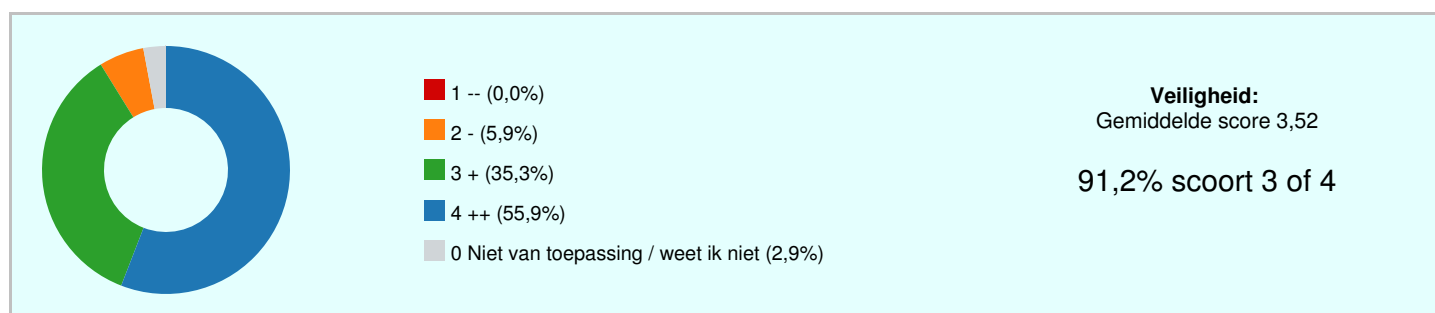 1 -- (0,0%)
2 - (5,9%)
3 + (35,3%)
4 ++ (55,9%)
0 Niet van toepassing / weet ik niet (2,9%)
Veiligheid:
Gemiddelde score 3,52
91,2% scoort 3 of 4